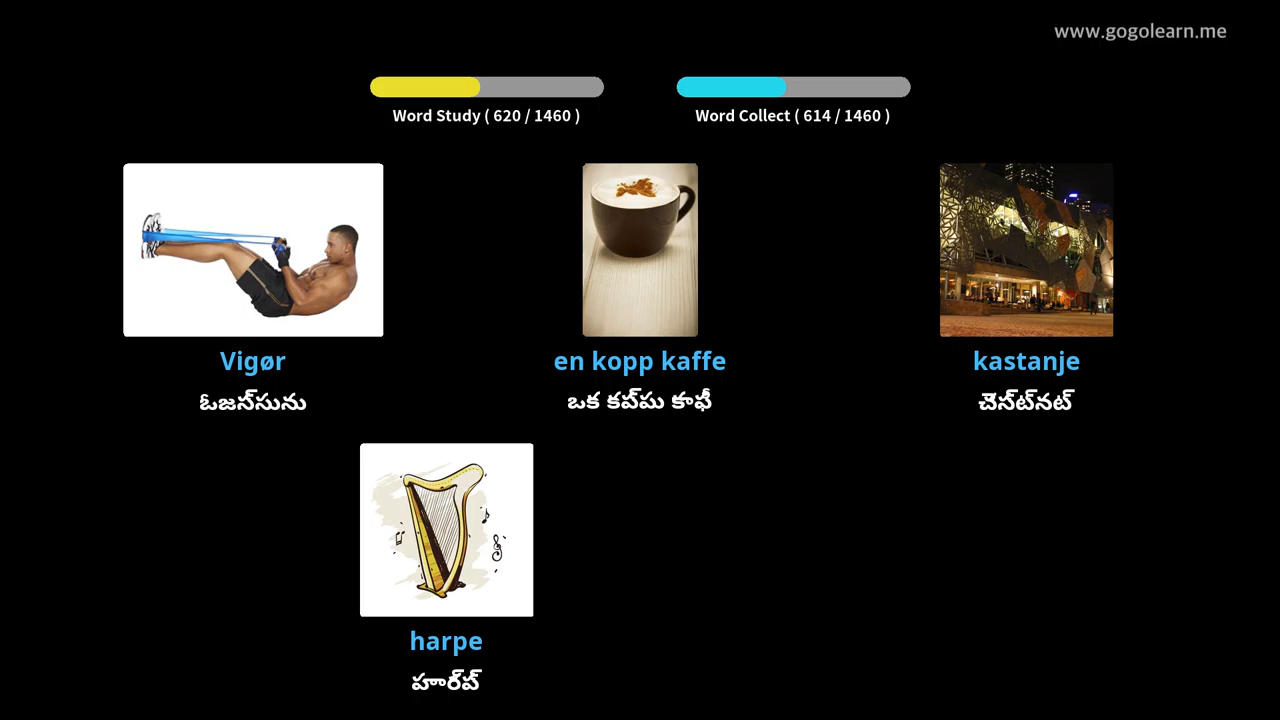 www.gogolearn.me
Word Study ( 620 / 1460 )
Word Collect ( 614 / 1460 )
Vigør
en kopp kaffe
kastanje
ఓజస్‌సును
ఒక కప్‌పు కాఫీ
చెస్‌ట్‌నట్
harpe
హార్‌ప్